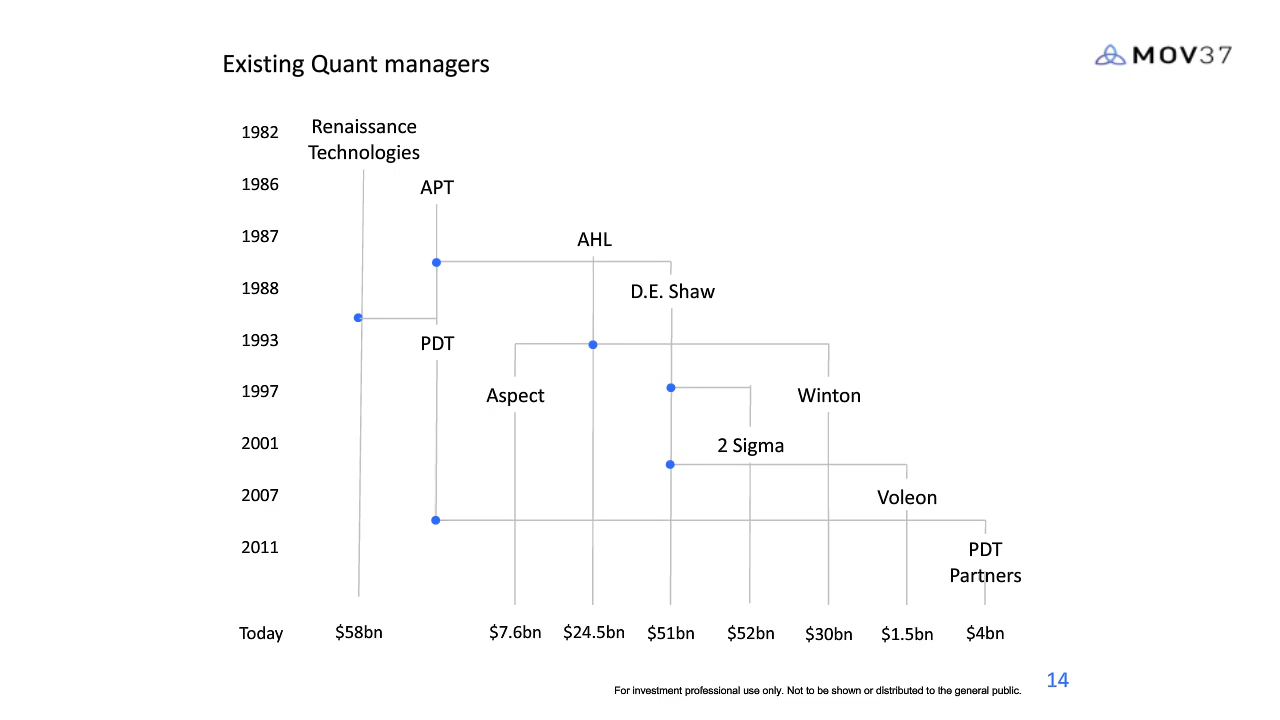 Existing Quant managers
MOV37
1982
Renaissance
Technologies
1986
APT
1987
AHL
1988
D.E. Shaw
1993
PDT
1997
Aspect
Winton
2001
2 Sigma
2007
Voleon
2011
PDT
Partners
Today
$58bn
$7.6bn
$24.5bn
$51bn
$52bn
$30bn
$1.5bn
$4bn
For investment professional use only. Not to be shown or distributed to the general public.
14